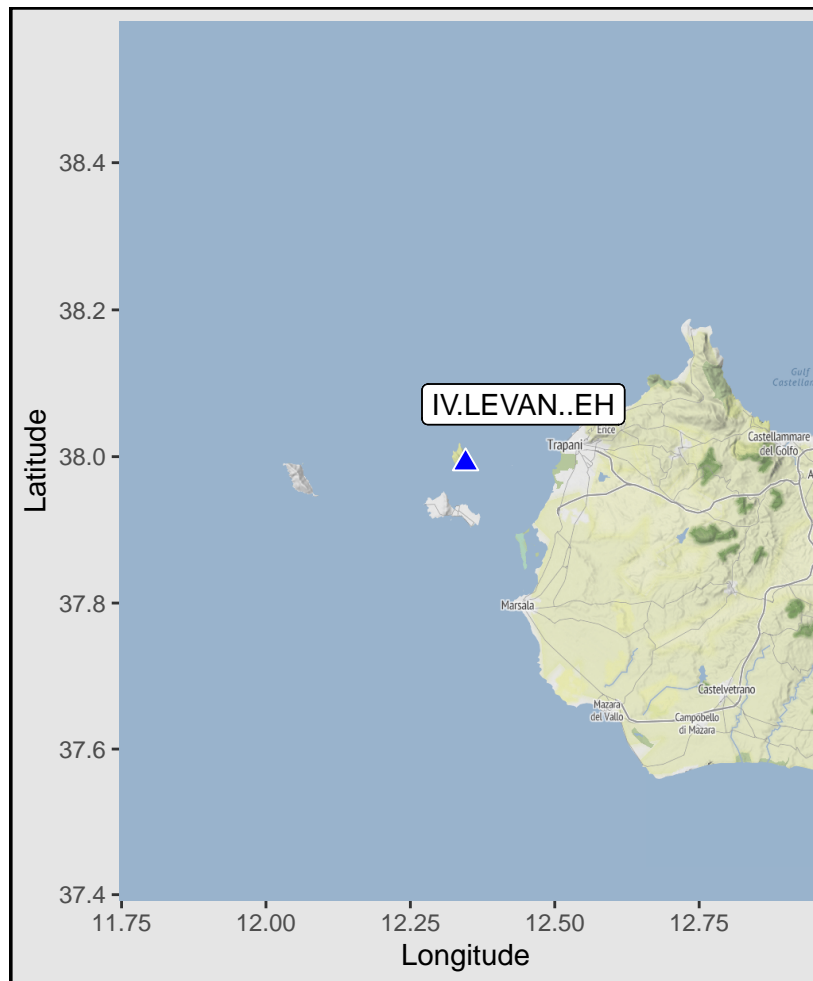 38.4
38.2
38.0
37.8
37.6
37.4
Latitude
IV.LEVAN..EH
Gulf
Castellam
Erice
Trapani
Castellammare
del Golfo
A
Marsala
Castelvetrano
Mazara
del Vallo
Campobello
di Mazara
11.75
12.00
12.25
12.50
12.75
Longitude